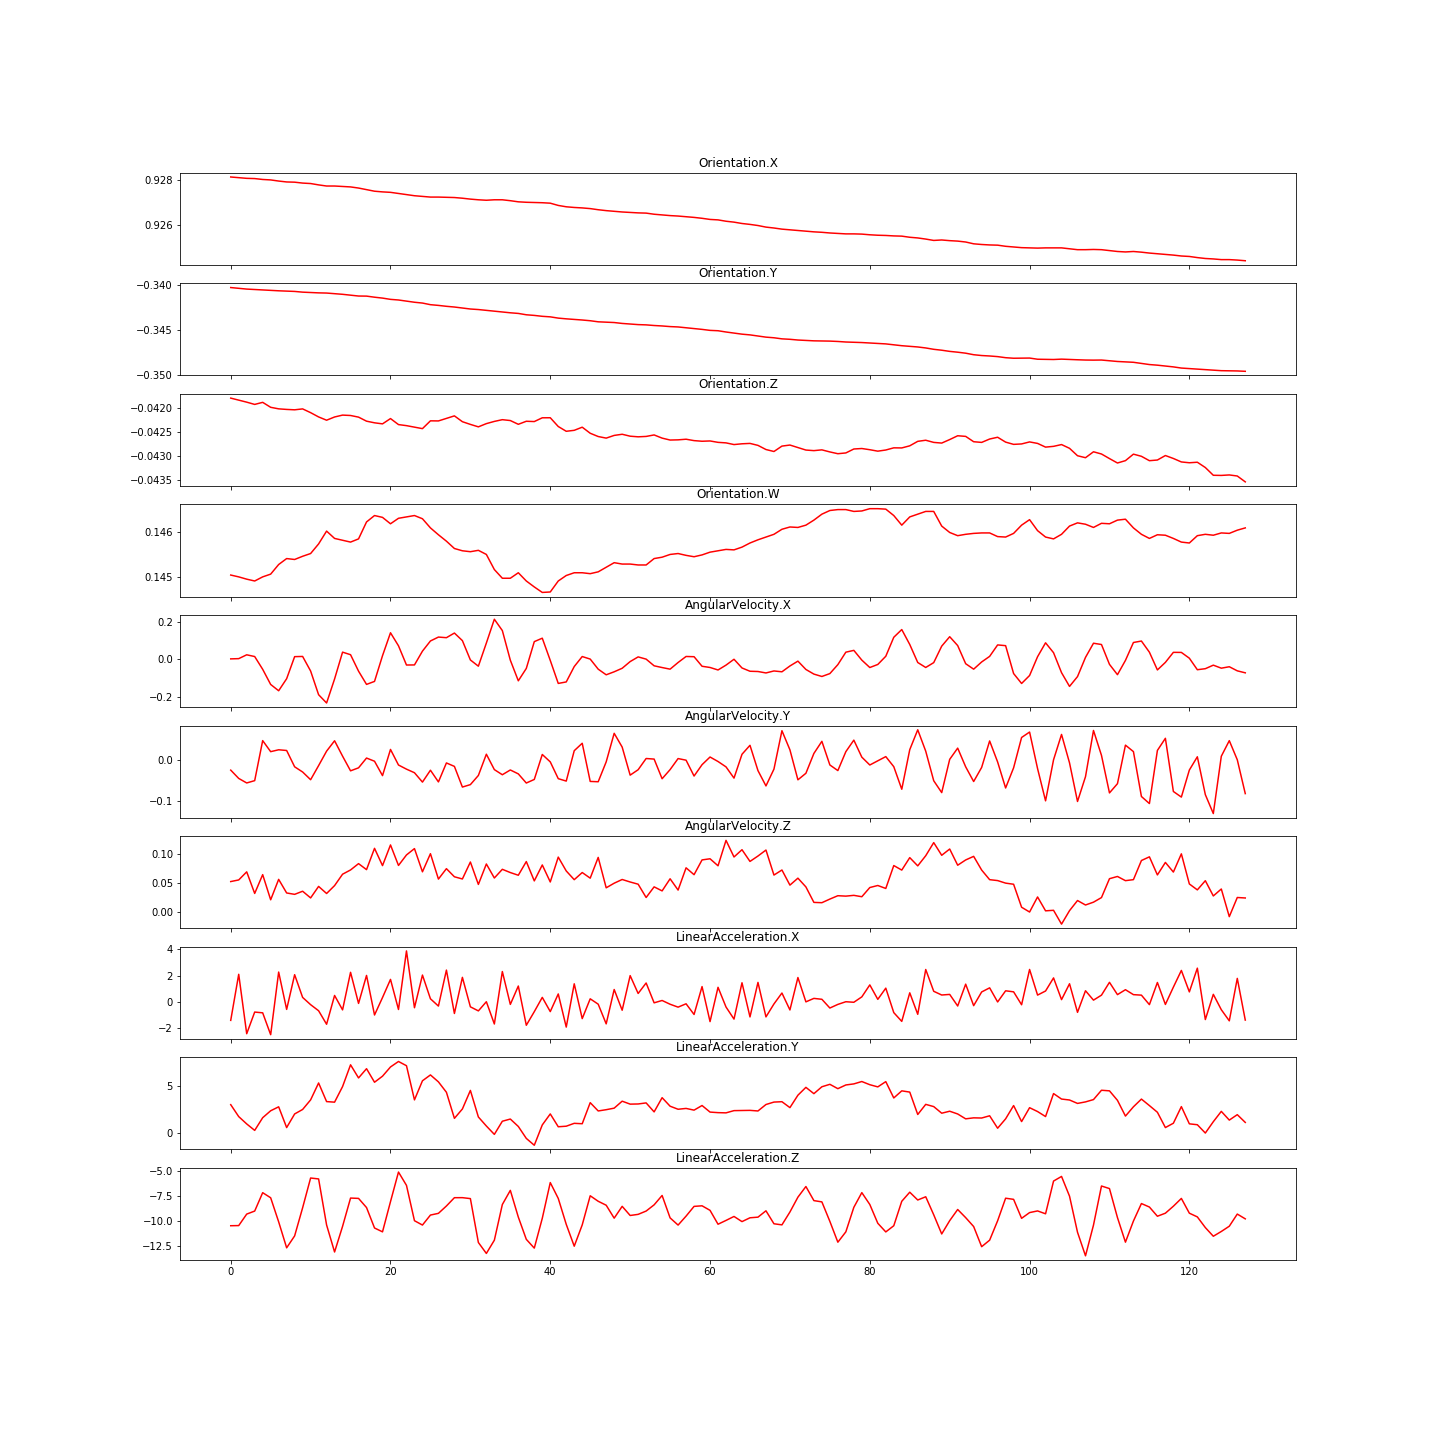 Orientation.X
0.928
0.926
Orientation.Y
−0.340
−0.345
−0.350
Orientation.Z
−0.0420
−0.0425
−0.0430
−0.0435
Orientation.W
0.146
0.145
AngularVelocity.X
0.2
0.0
−0.2
AngularVelocity.Y
0.0
−0.1
AngularVelocity.Z
0.10
0.05
0.00
LinearAcceleration.X
4
2
0
−2
LinearAcceleration.Y
5
0
LinearAcceleration.Z
−5.0
−7.5
−10.0
−12.5
0 20 40 60 80 100 120